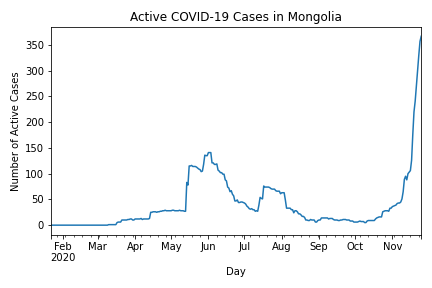 Active COVID-19 Cases in Mongolia
350
300
250
200
150
100
50
0
Number of Active Cases
Feb Mar Apr May Jun Jul Aug Sep Oct Nov
2020
Day